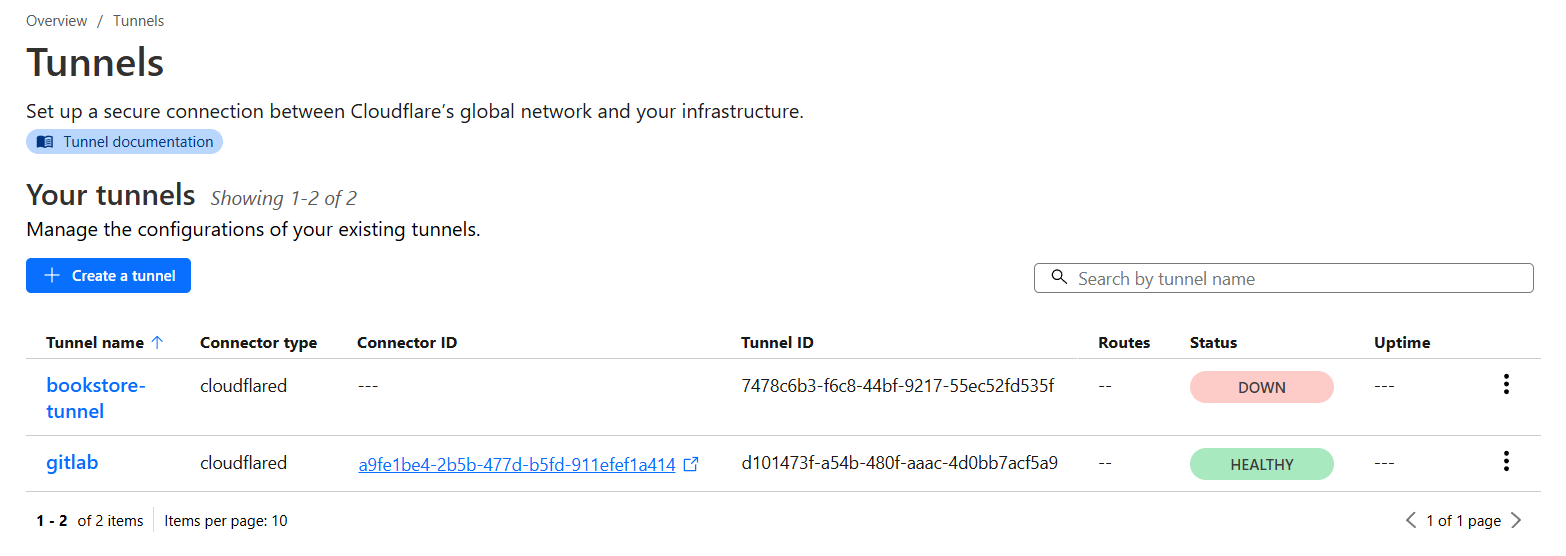 Overview / Tunnels
Tunnels
Set up a secure connection between Cloudflare’s global network and your infrastructure.
Tunnel documentation
Your tunnels Showing 1-2 of 2
Manage the configurations of your existing tunnels.
Create a tunnel
Search by tunnel name
Tunnel name Connector type Connector ID Tunnel ID Routes Status Uptime
bookstore- cloudflared --- 7478c6b3-f6c8-44bf-9217-55ec52fd535f -- DOWN ---
tunnel
gitlab cloudflared a9fe1be4-2b5b-477d-b5fd-911efef1a414 d101473f-a54b-480f-aaac-4d0bb7acf5a9 -- HEALTHY ---
1 - 2 of 2 items Items per page: 10 1 of 1 page